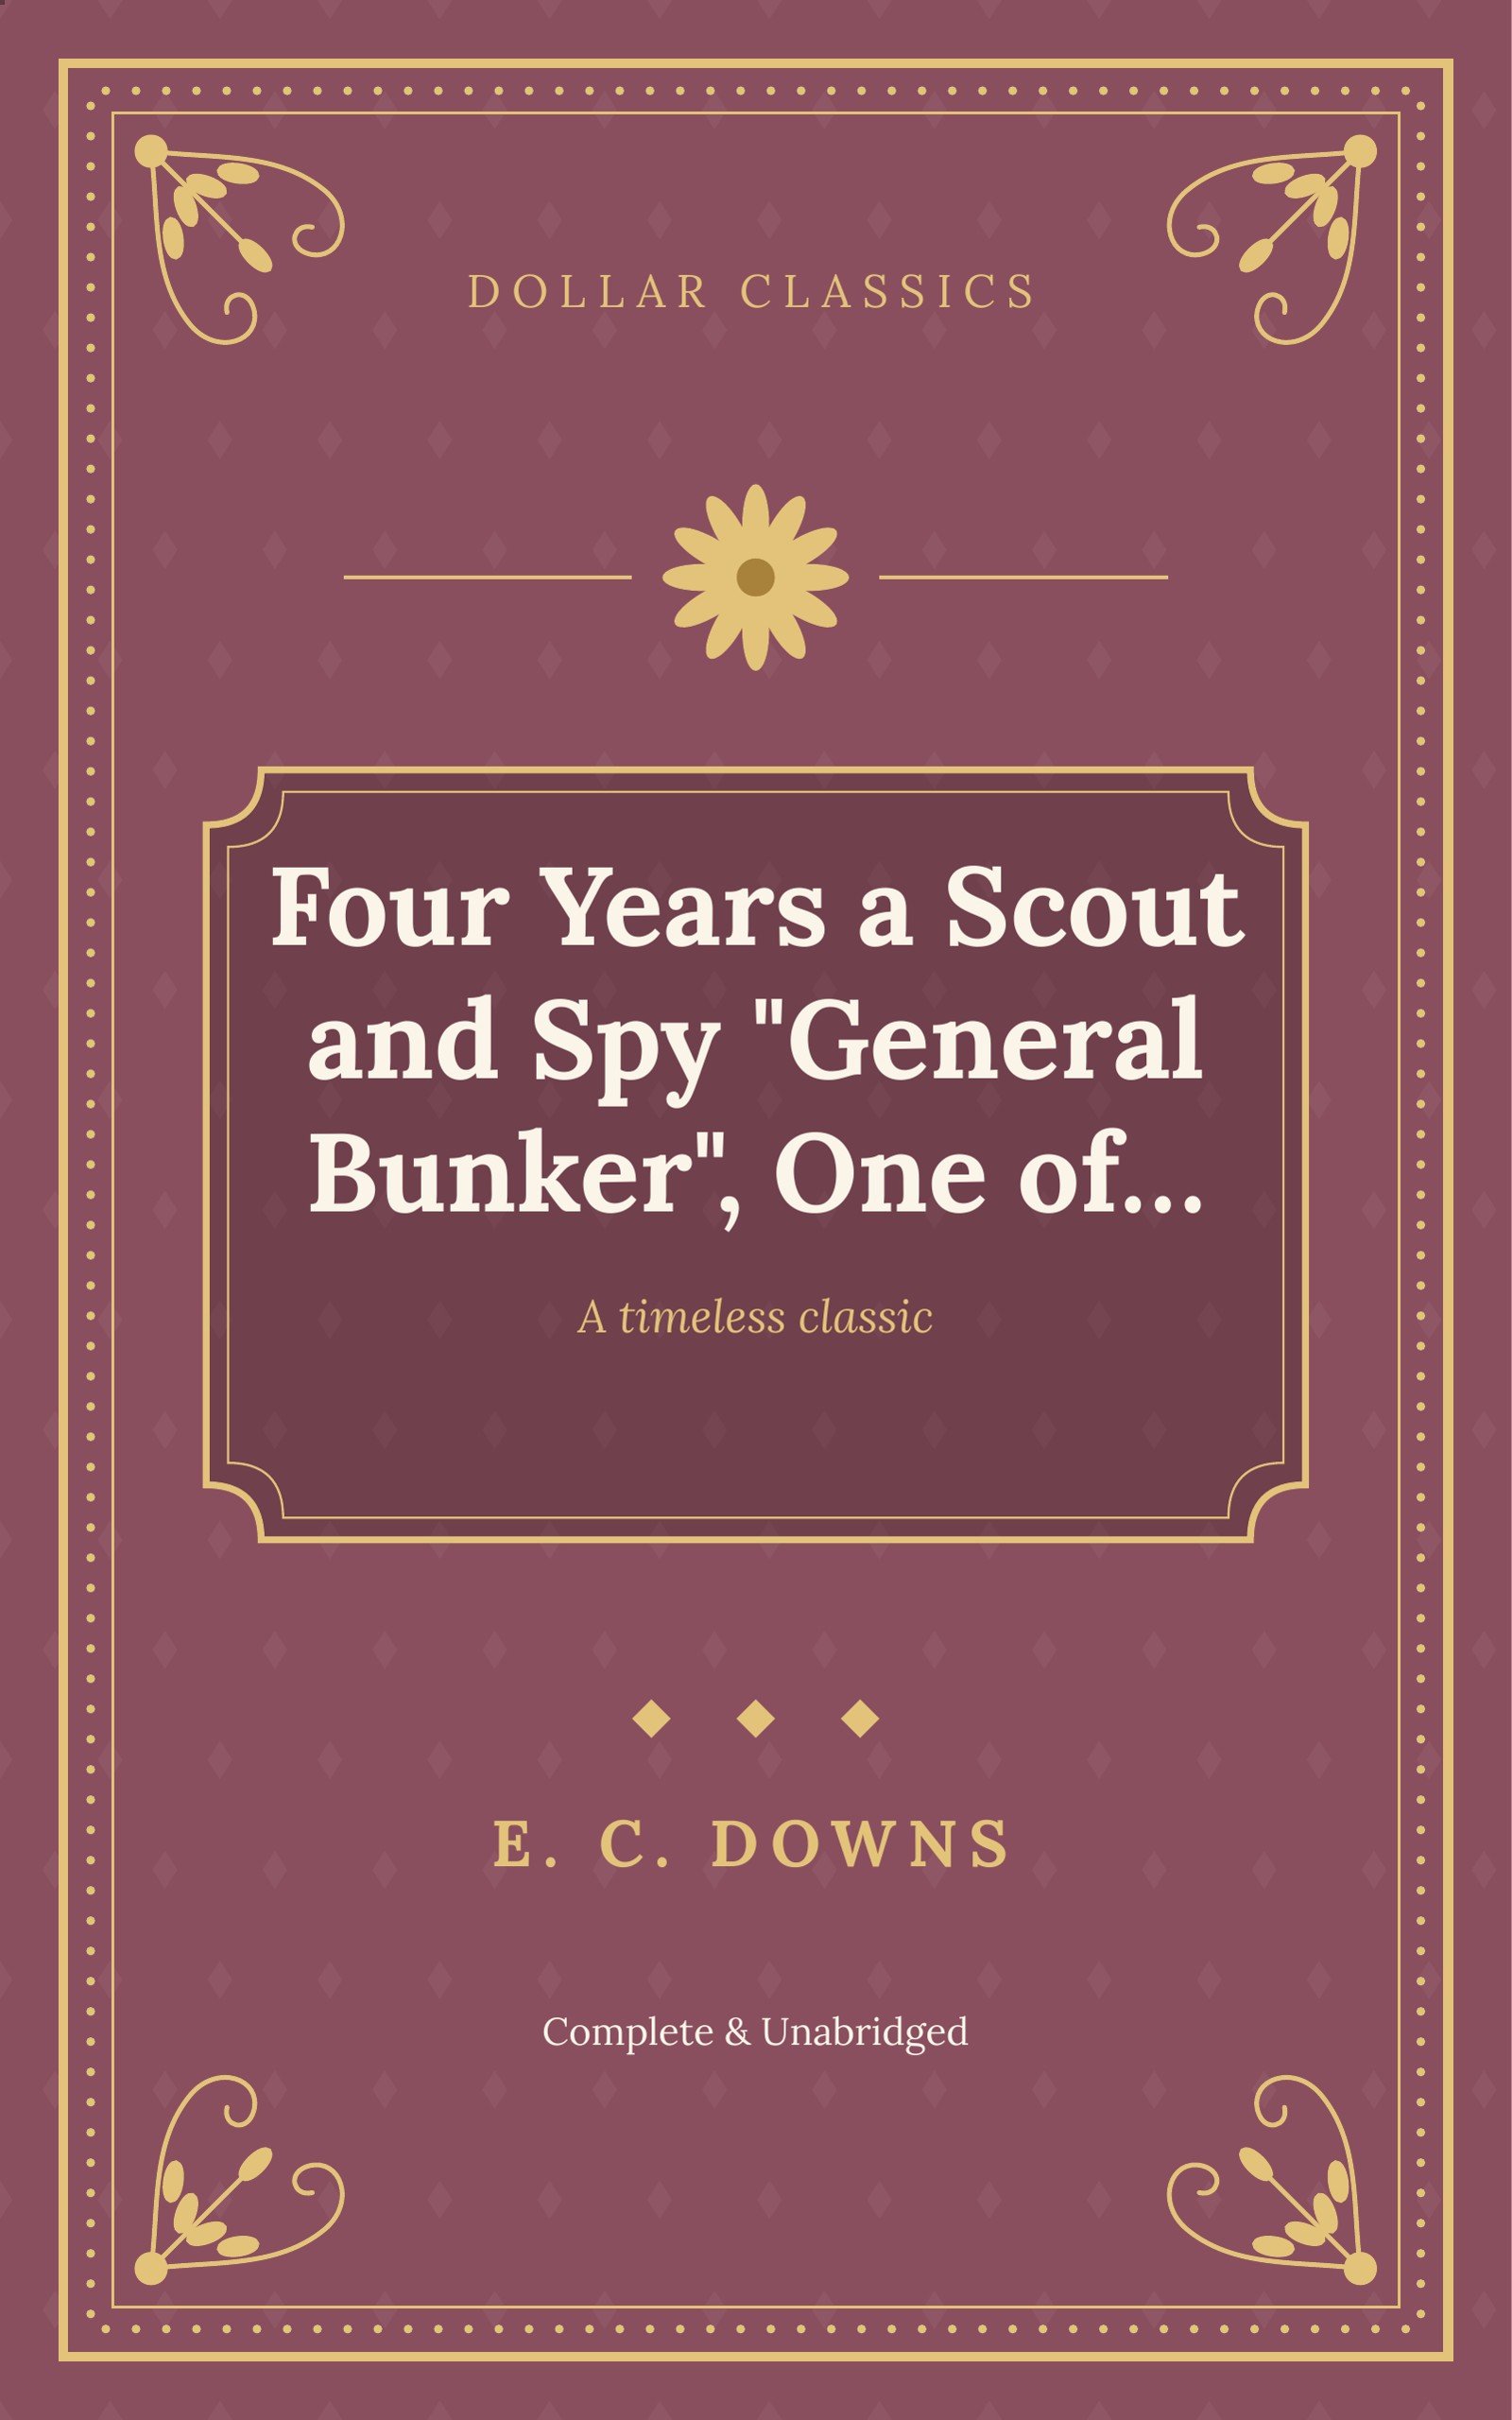 DOLLAR CLASSICS
Four Years a Scout
and Spy "General
Bunker", One of...
A timeless classic
E. C. DOWNS
Complete & Unabridged